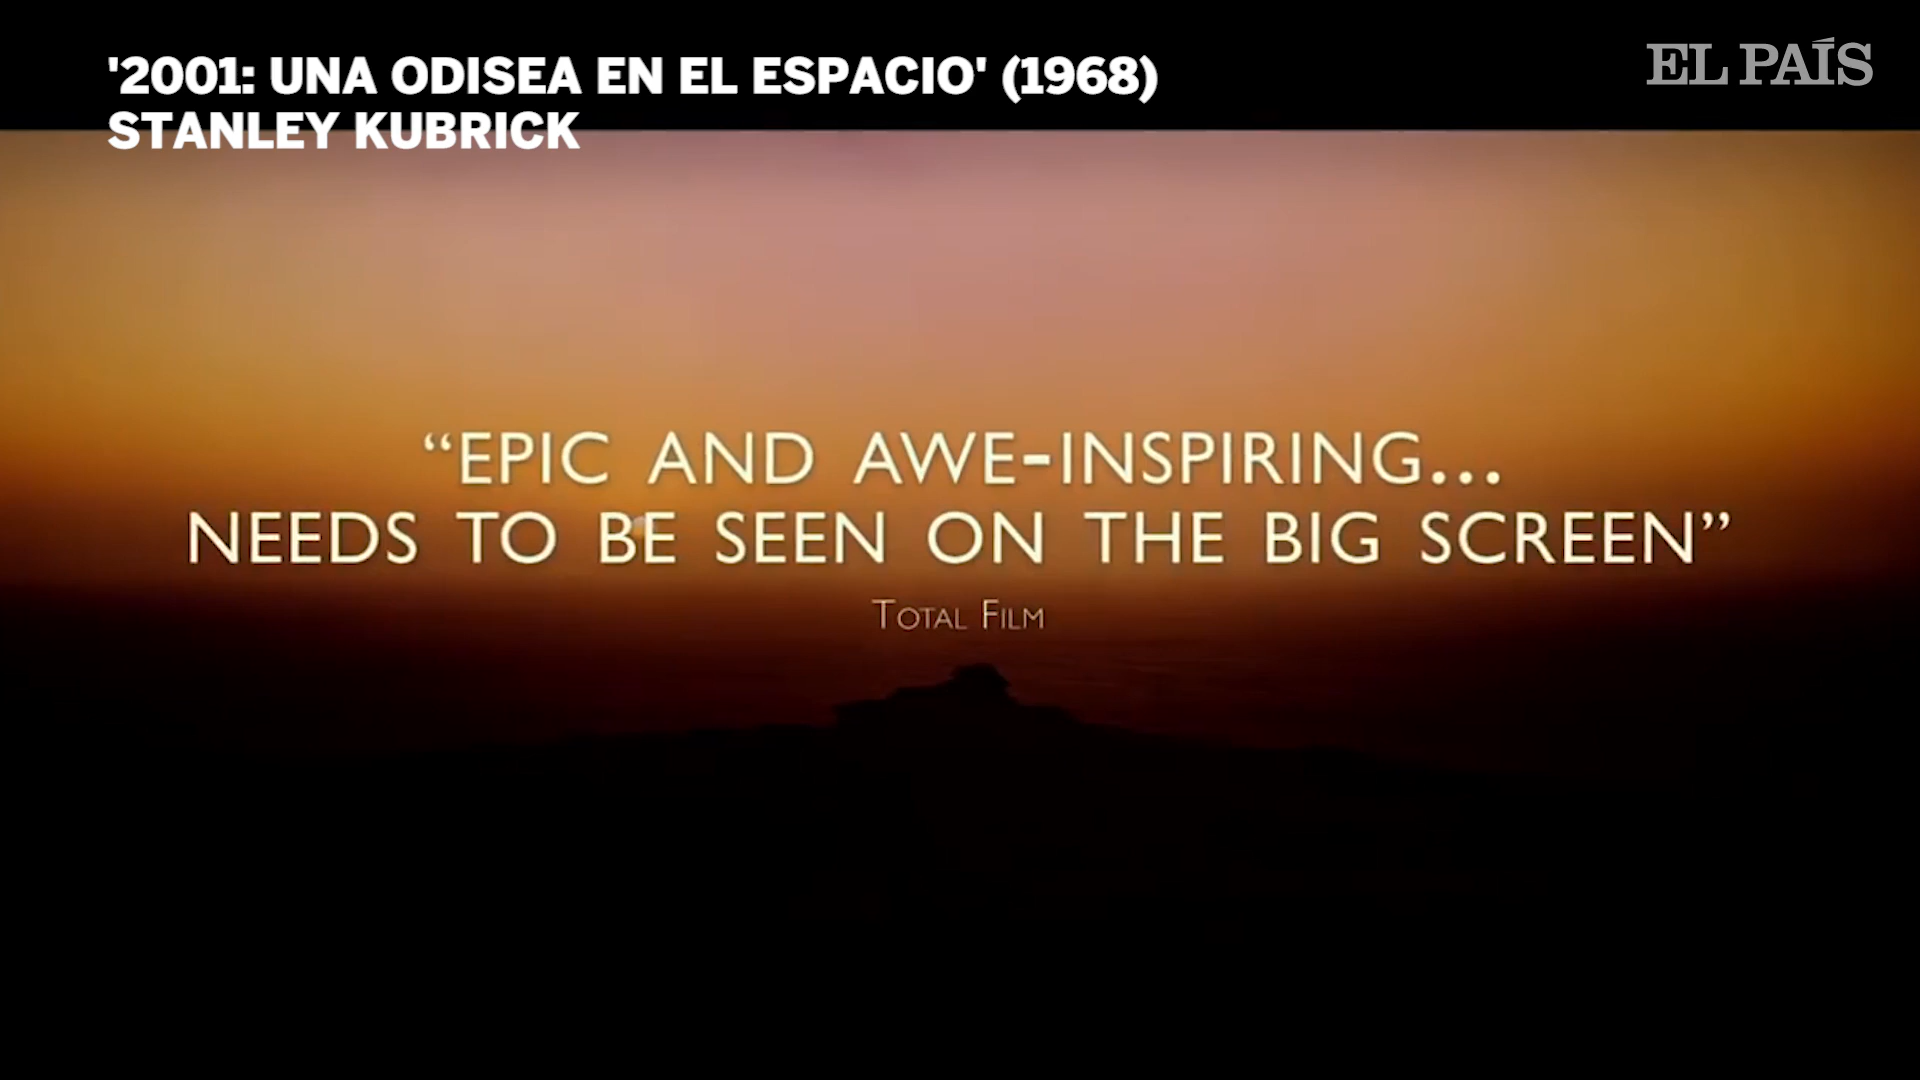 '2001: UNA ODISEA EN EL ESPACIO' (1968)
STANLEY KUBRICK
EL PAÍS
“EPIC AND AWE-INSPIRING...
NEEDS TO BE SEEN ON THE BIG SCREEN”
TOTAL FILM